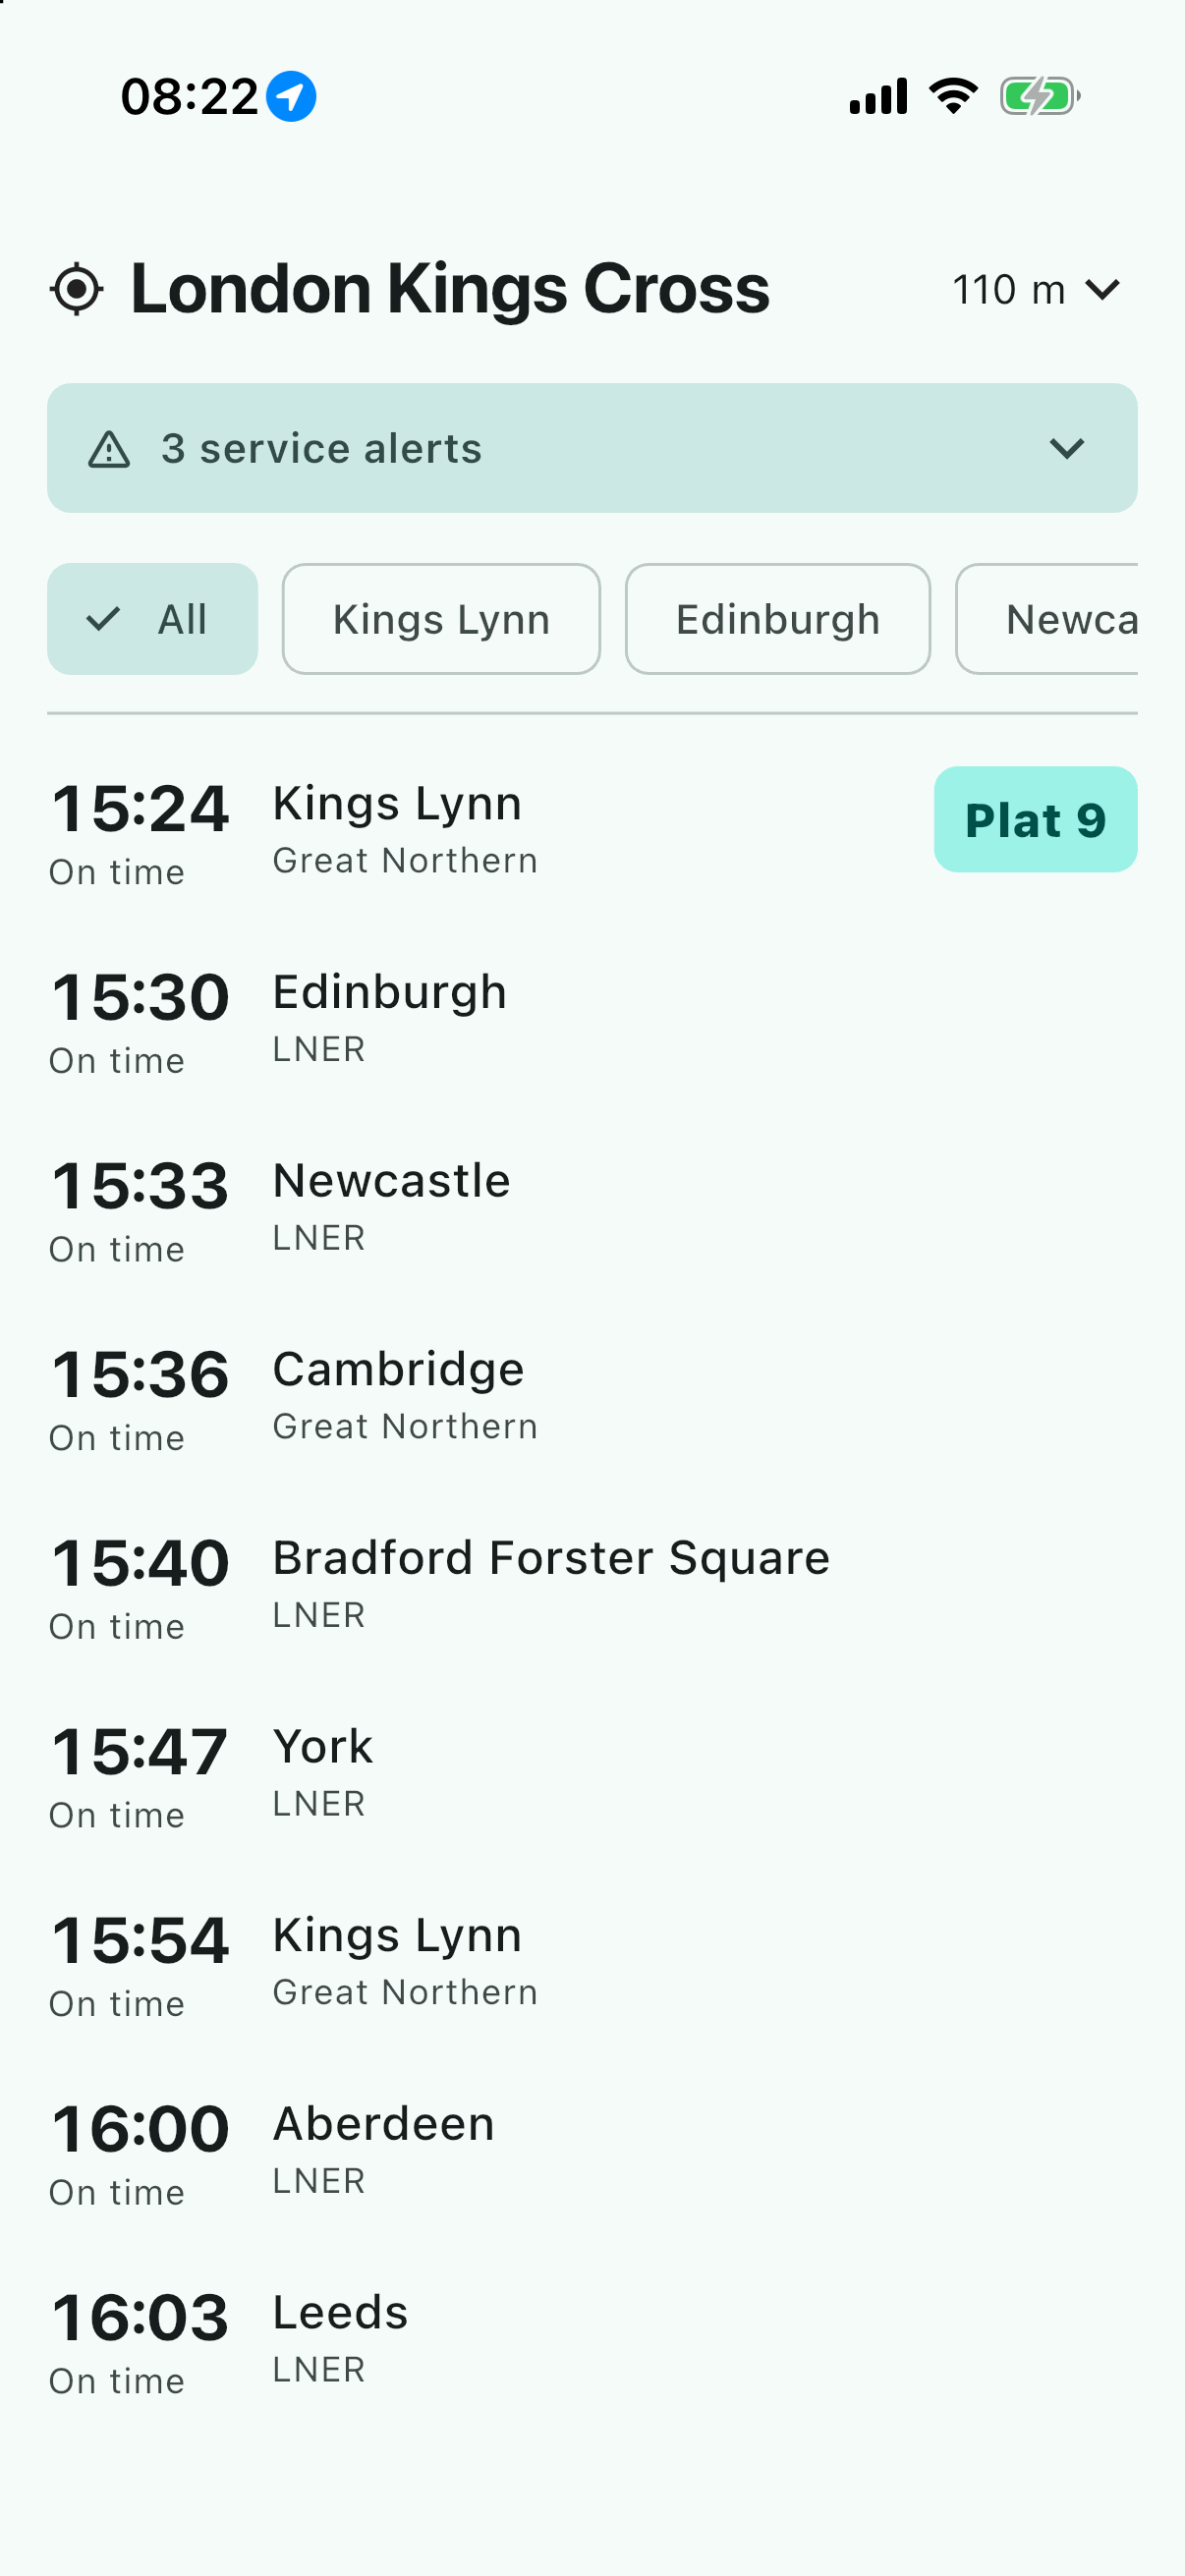 08:22
London Kings Cross 110 m
3 service alerts
All Kings Lynn Edinburgh Newca
15:24 Kings Lynn Plat 9
On time Great Northern
15:30 Edinburgh
On time LNER
15:33 Newcastle
On time LNER
15:36 Cambridge
On time Great Northern
15:40 Bradford Forster Square
On time LNER
15:47 York
On time LNER
15:54 Kings Lynn
On time Great Northern
16:00 Aberdeen
On time LNER
16:03 Leeds
On time LNER